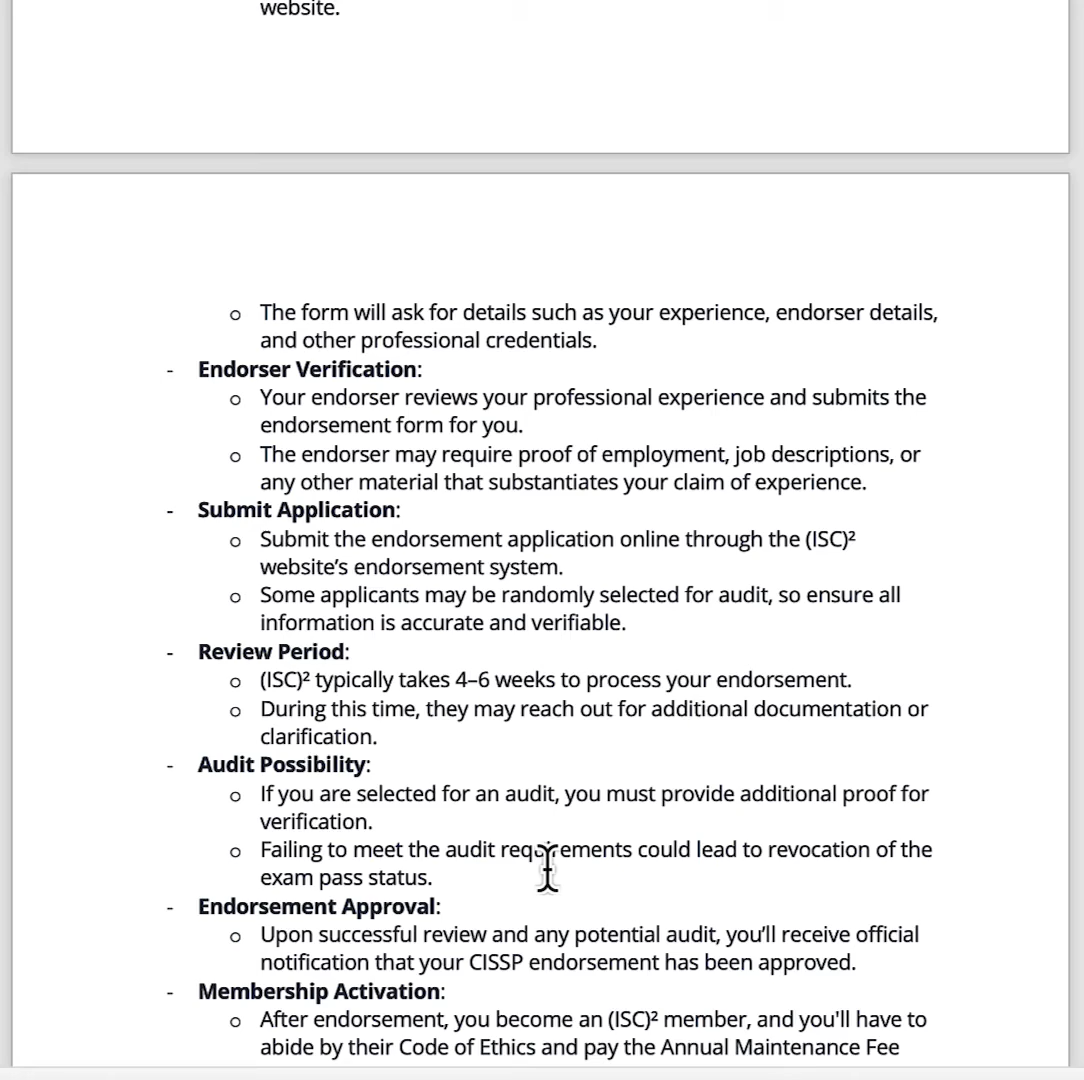 website.
o The form will ask for details such as your experience, endorser details,
and other professional credentials.
- Endorser Verification:
o Your endorser reviews your professional experience and submits the
endorsement form for you.
o The endorser may require proof of employment, job descriptions, or
any other material that substantiates your claim of experience.
- Submit Application:
o Submit the endorsement application online through the (ISC)²
website’s endorsement system.
o Some applicants may be randomly selected for audit, so ensure all
information is accurate and verifiable.
- Review Period:
o (ISC)² typically takes 4–6 weeks to process your endorsement.
o During this time, they may reach out for additional documentation or
clarification.
- Audit Possibility:
o If you are selected for an audit, you must provide additional proof for
verification.
o Failing to meet the audit requirements could lead to revocation of the
exam pass status.
- Endorsement Approval:
o Upon successful review and any potential audit, you’ll receive official
notification that your CISSP endorsement has been approved.
- Membership Activation:
o After endorsement, you become an (ISC)² member, and you'll have to
abide by their Code of Ethics and pay the Annual Maintenance Fee